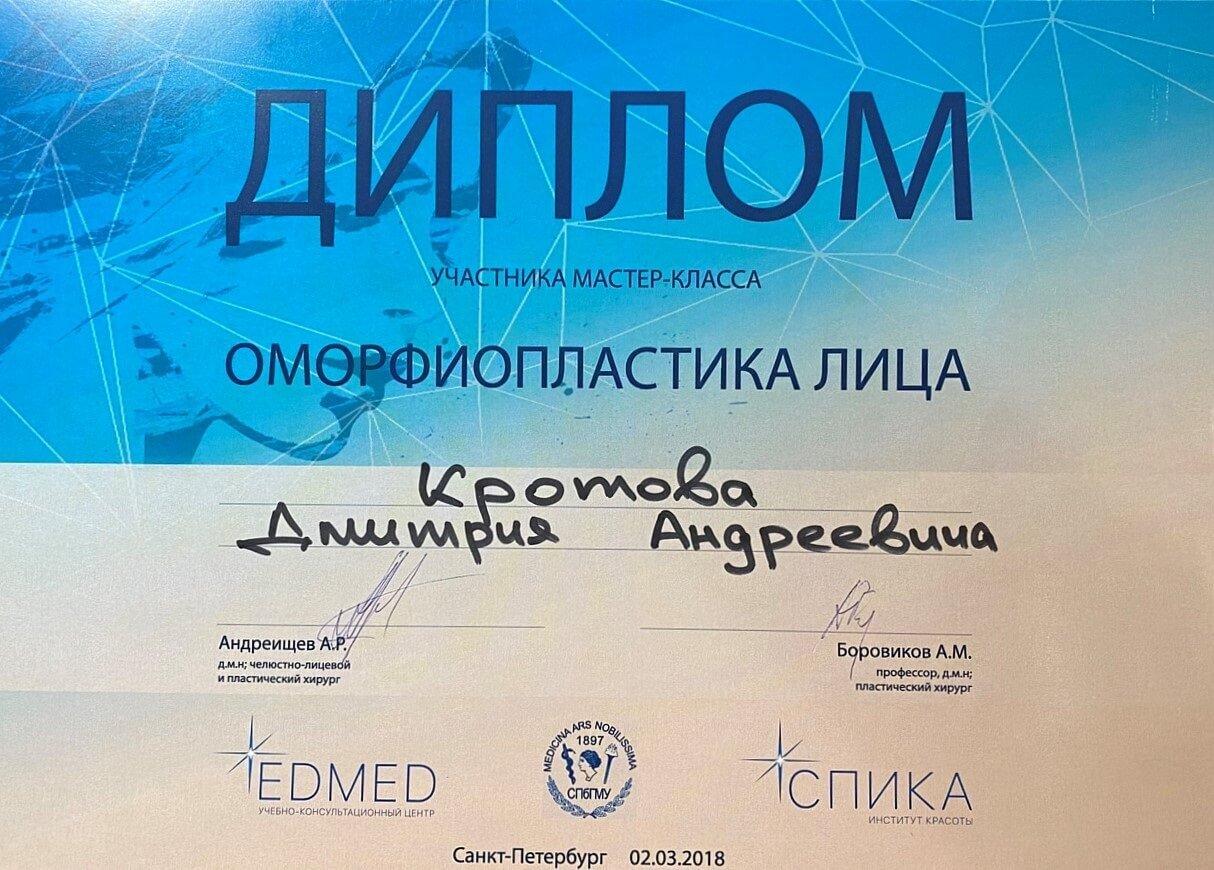 ДИПЛОМ
УЧАСТНИКА МАСТЕР-КЛАССА
ОМОРФИОПЛАСТИКА ЛИЦА
Кротова
Дмитрия Андреевича
Андреищев А.Р.
д.м.н; челюстно-лицевой
и пластический хирург
Боровиков А.М.
профессор, д.м.н;
пластический хирург
EDMED
УЧЕБНО-КОНСУЛЬТАЦИОННЫЙ ЦЕНТР
MEDICINA ARS NOBILISSIMA
1897
СПбГМУ
СПИКА
ИНСТИТУТ КРАСОТЫ
Санкт-Петербург 02.03.2018